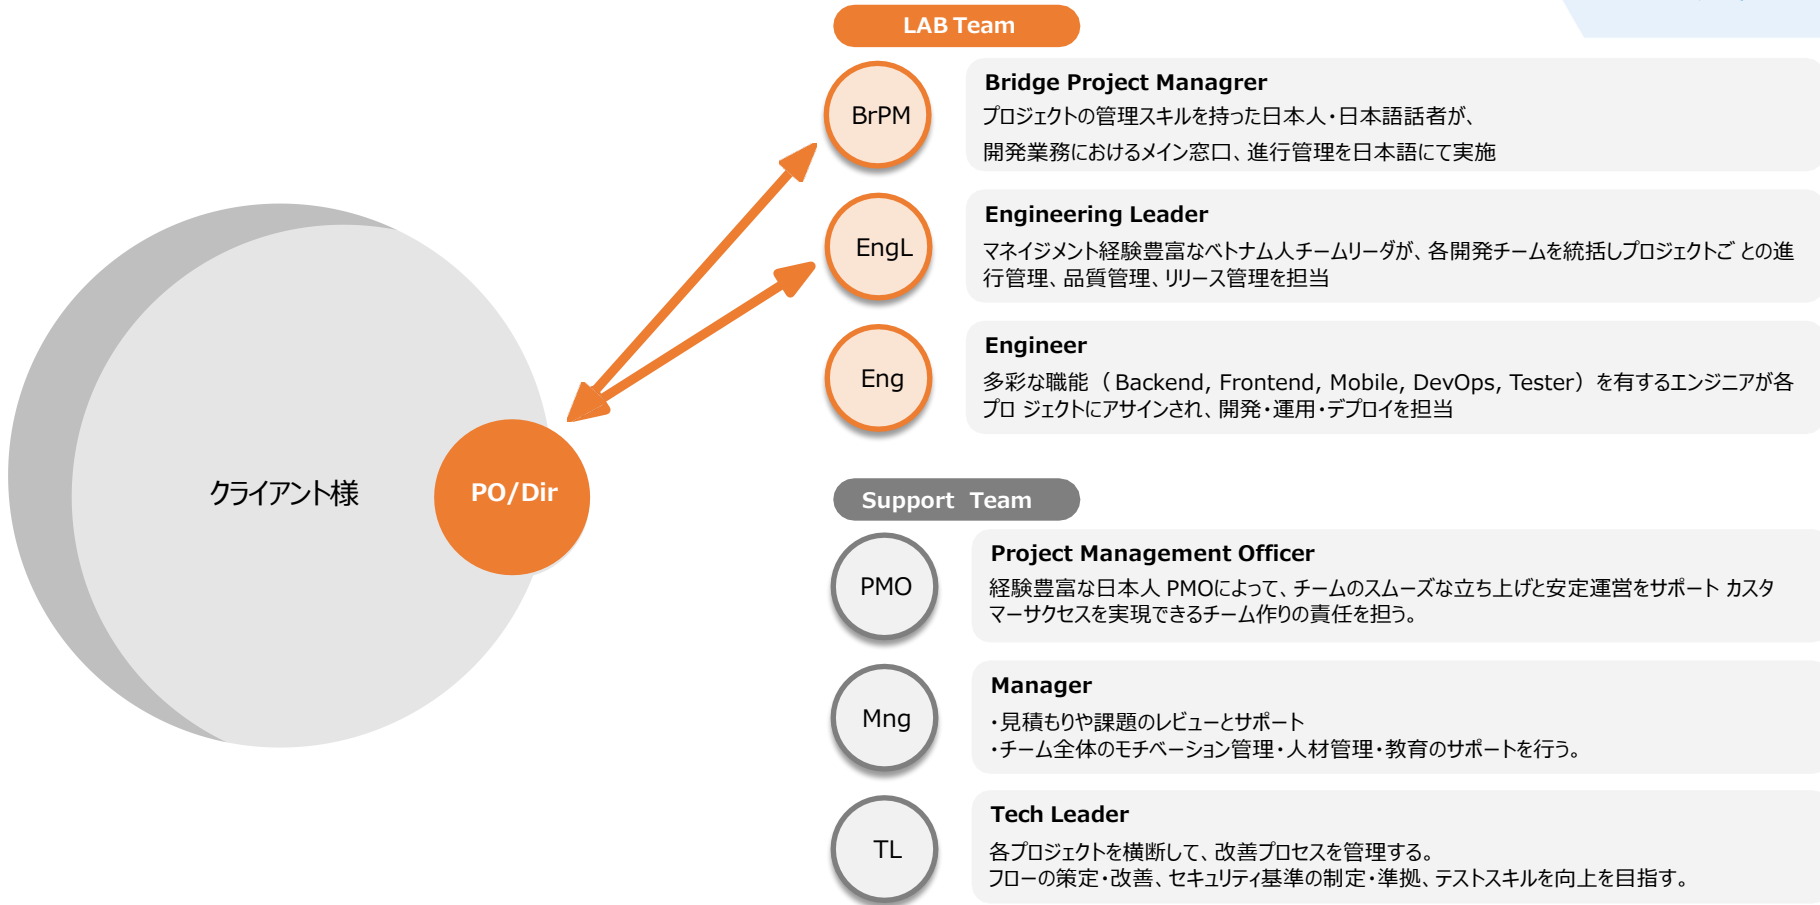 LAB Team
BrPM
Bridge Project Managrer
プロジェクトの管理スキルを持った日本人・日本語話者が、
開発業務におけるメイン窓口、進行管理を日本語にて実施
EngL
Engineering Leader
マネイジメント経験豊富なベトナム人チームリーダが、各開発チームを統括しプロジェクトご との進
行管理、品質管理、リリース管理を担当
Eng
Engineer
多彩な職能（ Backend, Frontend, Mobile, DevOps, Tester）を有するエンジニアが各
プロ ジェクトにアサインされ、開発・運用・デプロイを担当
クライアント様
PO/Dir
Support Team
PMO
Project Management Officer
経験豊富な日本人 PMOによって、チームのスムーズな立ち上げと安定運営をサポート カスタ
マーサクセスを実現できるチーム作りの責任を担う。
Mng
Manager
・見積もりや課題のレビューとサポート
・チーム全体のモチベーション管理・人材管理・教育のサポートを行う。
TL
Tech Leader
各プロジェクトを横断して、改善プロセスを管理する。
フローの策定・改善、セキュリティ基準の制定・準拠、テストスキルを向上を目指す。